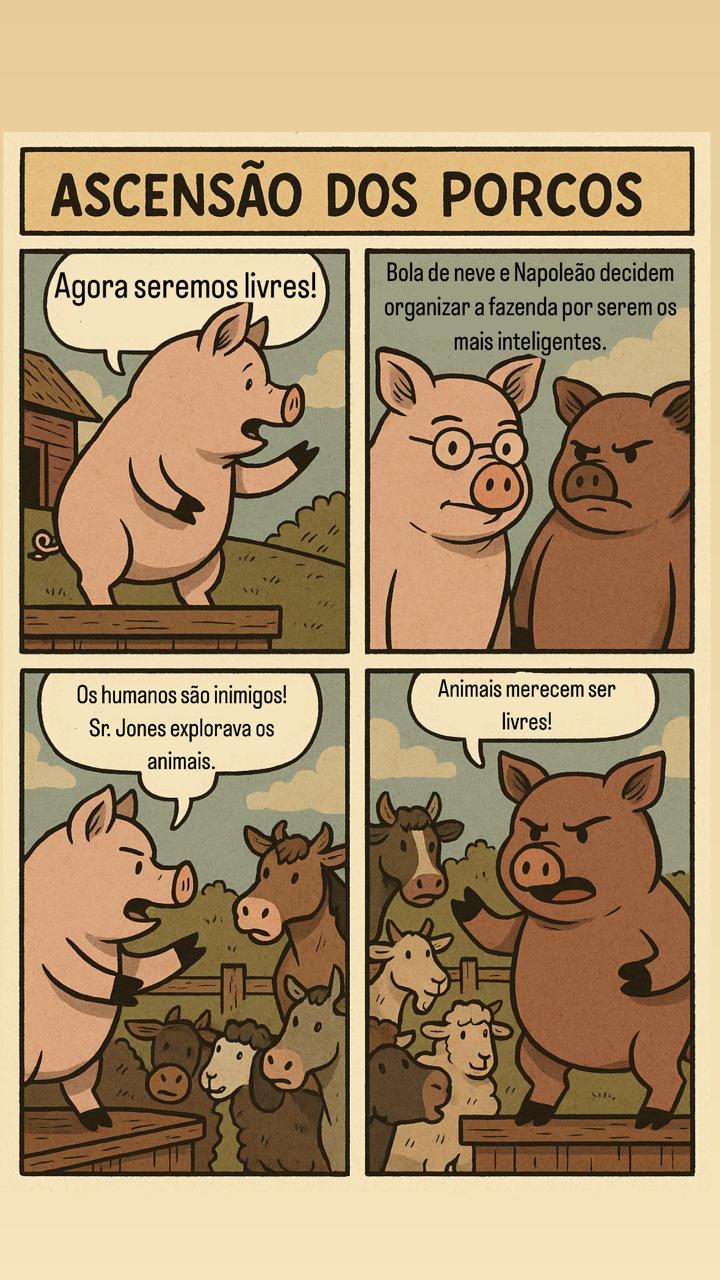 ASCENSÃO DOS PORCOS
Agora seremos livres!
Bola de neve e Napoleão decidem
organizar a fazenda por serem os
mais inteligentes.
Os humanos são inimigos!
Sr. Jones explorava os
animais.
Animais merecem ser
livres!